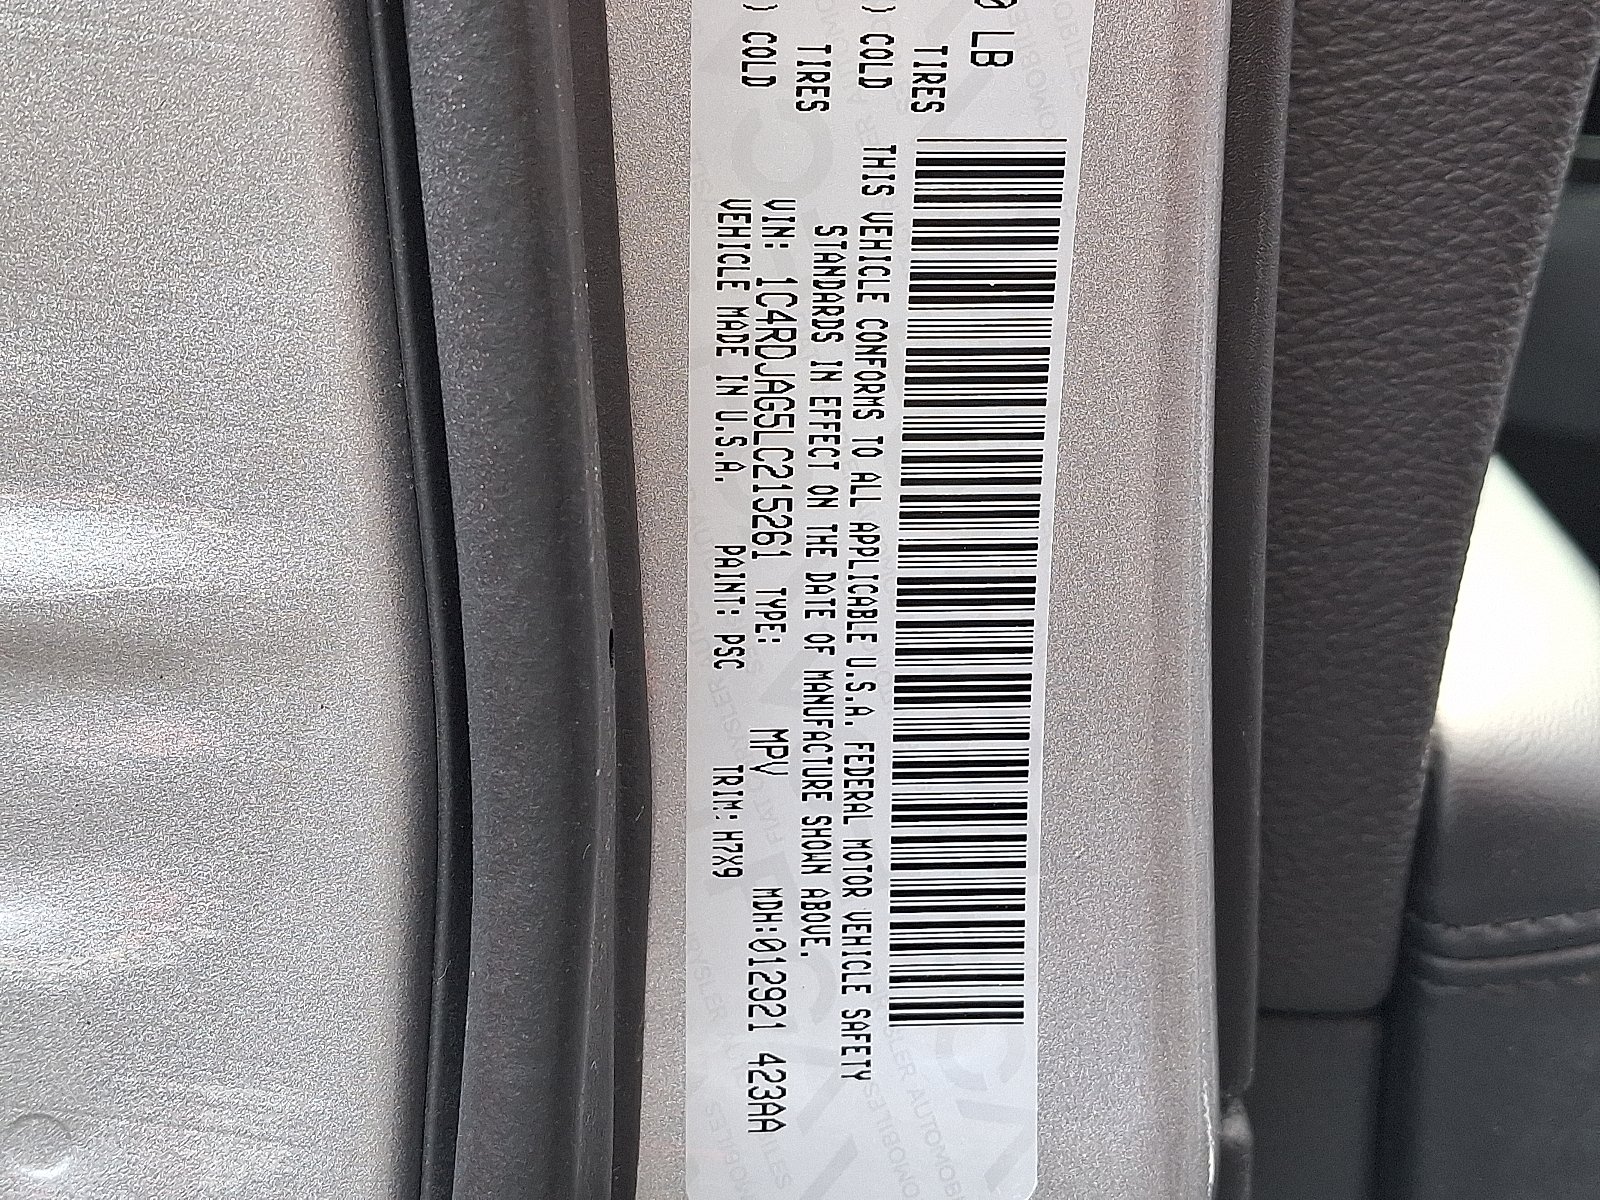 0 LB
TIRES
) COLD
TIRES
) COLD
THIS VEHICLE CONFORMS TO ALL APPLICABLE U.S.A. FEDERAL MOTOR VEHICLE SAFETY
STANDARDS IN EFFECT ON THE DATE OF MANUFACTURE SHOWN ABOVE.
VIN: 1C4RDJAG5LC215261 TYPE: MPV MDH:012921 423AA
VEHICLE MADE IN U.S.A. PAINT: PSC TRIM: H7X9